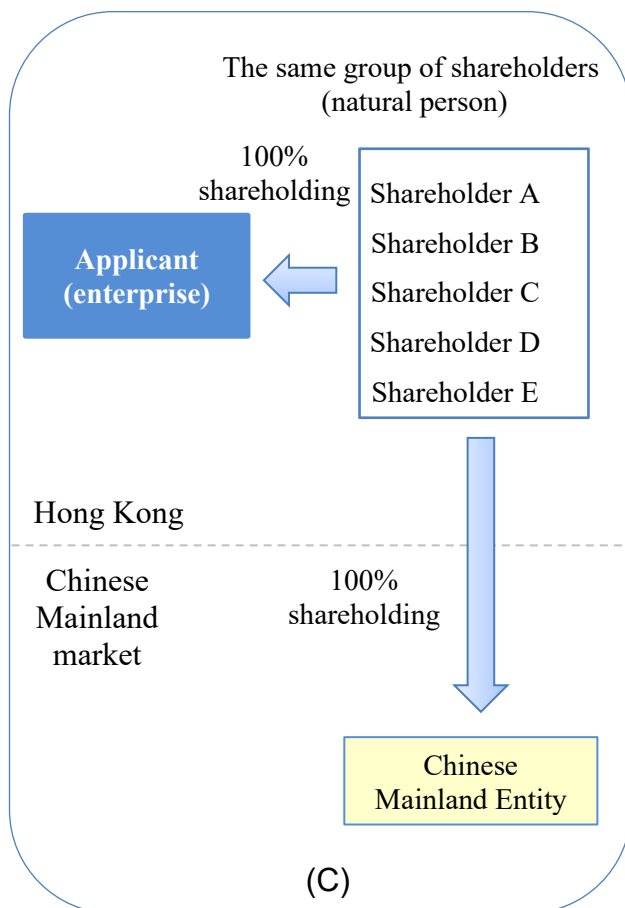 The same group of shareholders
(natural person)
100%
shareholding
Shareholder A
Shareholder B
Shareholder C
Shareholder D
Shareholder E
Applicant
(enterprise)
Hong Kong
Chinese
Mainland
market
100%
shareholding
Chinese
Mainland Entity
(C)